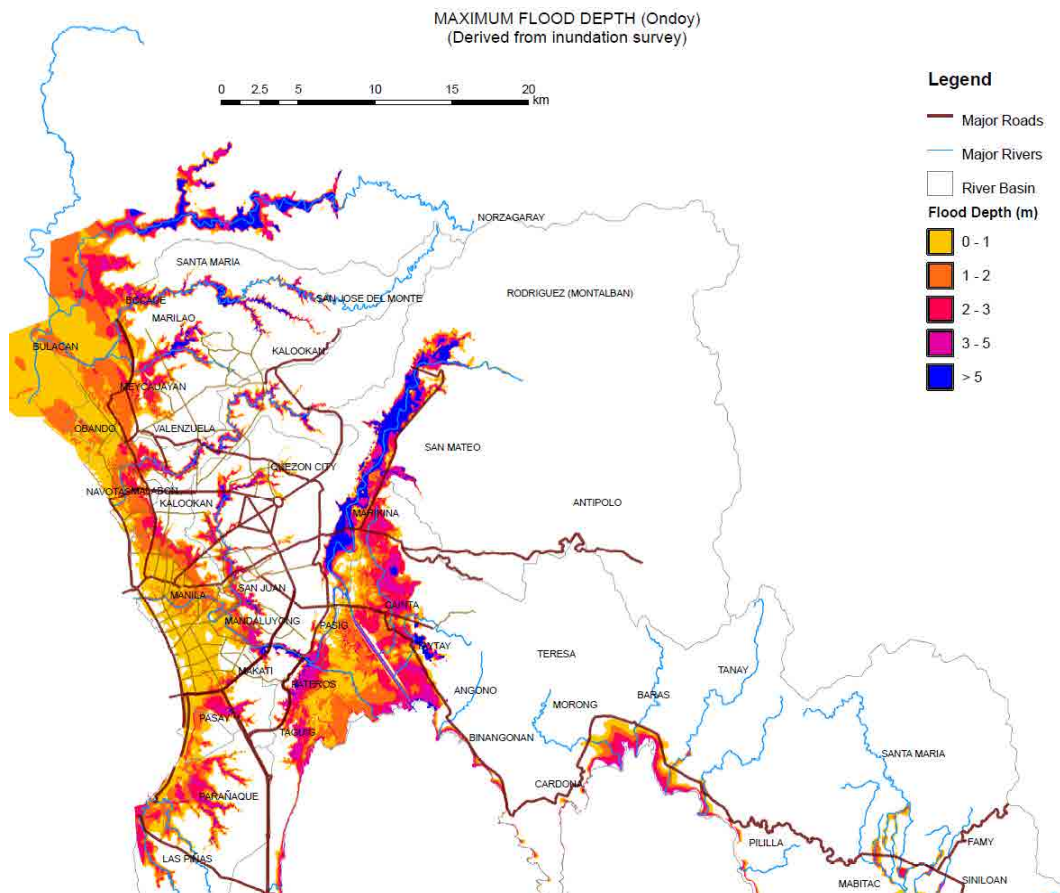 MAXIMUM FLOOD DEPTH (Ondoy)
(Derived from inundation survey)
0 2.5 5 10 15 20
km
Legend
Major Roads
Major Rivers
River Basin
Flood Depth (m)
0 - 1
1 - 2
2 - 3
3 - 5
> 5
NORZAGARAY
SANTA MARIA
RODRIGUEZ (MONTALBAN)
BOCAUE
SAN JOSE DEL MONTE
MARILAO
BULACAN
KALOOKAN
MEYCAUAYAN
OBANDO
VALENZUELA
SAN MATEO
QUEZON CITY
NAVOTAS
MALABON
KALOOKAN
ANTIPOLO
MARIKINA
SAN JUAN
MANILA
CAINTA
MANDALUYONG
PASIG
TAYTAY
TERESA
MAKATI
TANAY
PATEROS
ANGONO
BARAS
MORONG
PASAY
TAGUIG
BINANGONAN
SANTA MARIA
CARDONA
PARAÑAQUE
LAS PIÑAS
PILILLA
FAMY
MABITAC
SINILOAN